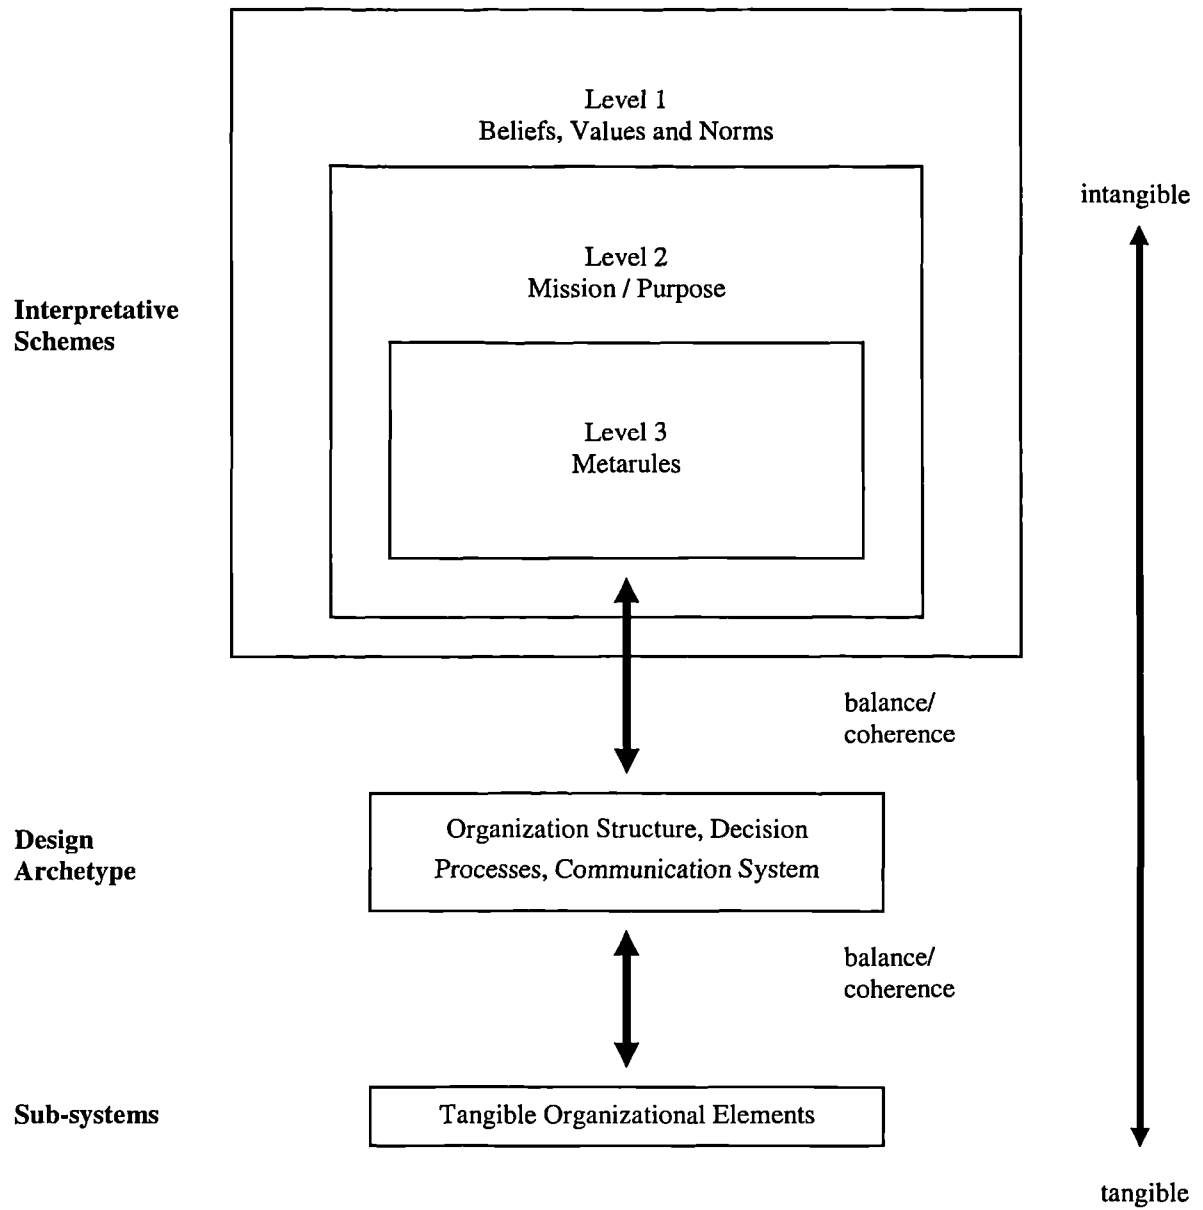 Level 1
Beliefs, Values and Norms
intangible
Level 2
Mission / Purpose
Interpretative
Schemes
Level 3
Metarules
balance/
coherence
Design
Archetype
Organization Structure, Decision
Processes, Communication System
balance/
coherence
Sub-systems
Tangible Organizational Elements
tangible